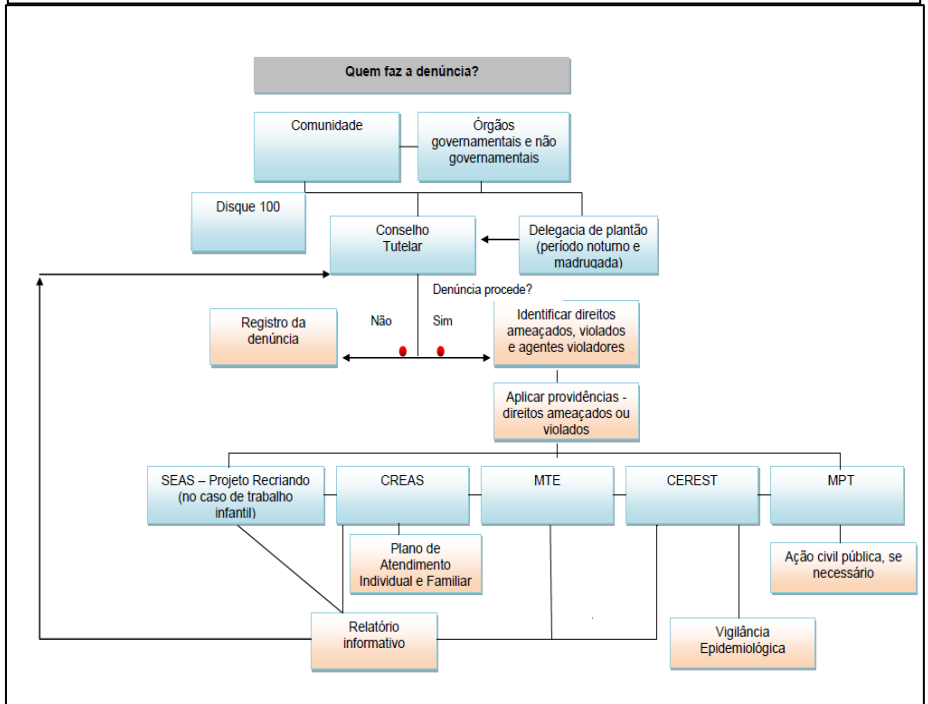 Quem faz a denúncia?
Comunidade
Órgãos
governamentais e não
governamentais
Disque 100
Conselho
Tutelar
Delegacia de plantão
(período noturno e
madrugada)
Denúncia procede?
Registro da
denúncia
Não
Sim
Identificar direitos
ameaçados, violados
e agentes violadores
Aplicar providências -
direitos ameaçados ou
violados
SEAS – Projeto Recriando
(no caso de trabalho
infantil)
CREAS
MTE
CEREST
MPT
Plano de
Atendimento
Individual e Familiar
Ação civil pública, se
necessário
Relatório
informativo
Vigilância
Epidemiológica